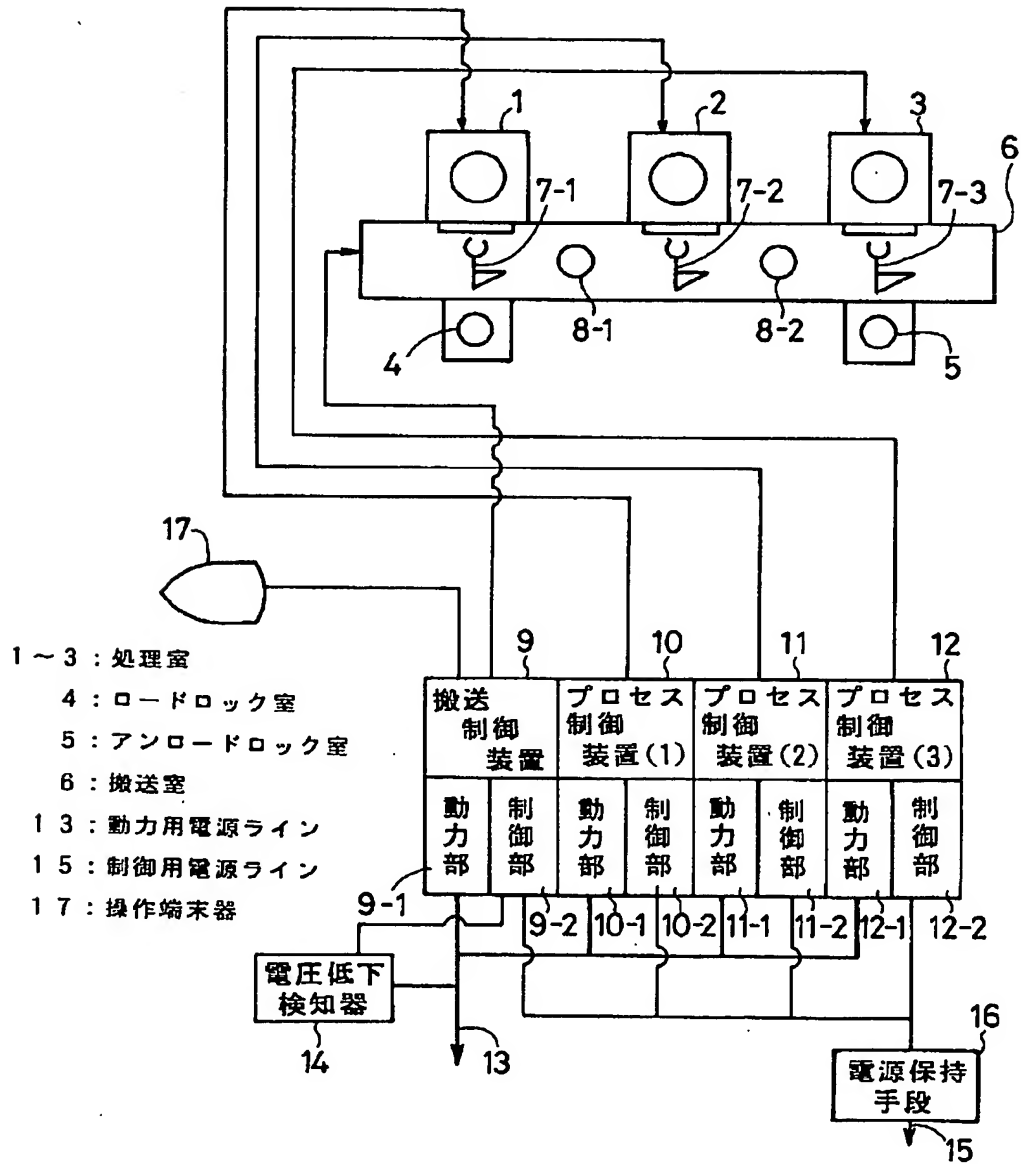 1
2
3
6
7-1
7-2
7-3
8-1
8-2
4
5
17
1~3:処理室
4:ロードロック室
5:アンロードロック室
6:搬送室
13:動力用電源ライン
15:制御用電源ライン
17:操作端末器
9
10
11
12
搬送
制御
装置
プロセス
制御
装置(1)
プロセス
制御
装置(2)
プロセス
制御
装置(3)
動力部
制御部
動力部
制御部
動力部
制御部
動力部
制御部
9-1
9-2
10-1
10-2
11-1
11-2
12-1
12-2
電圧低下
検知器
14
13
16
電源保持
手段
15